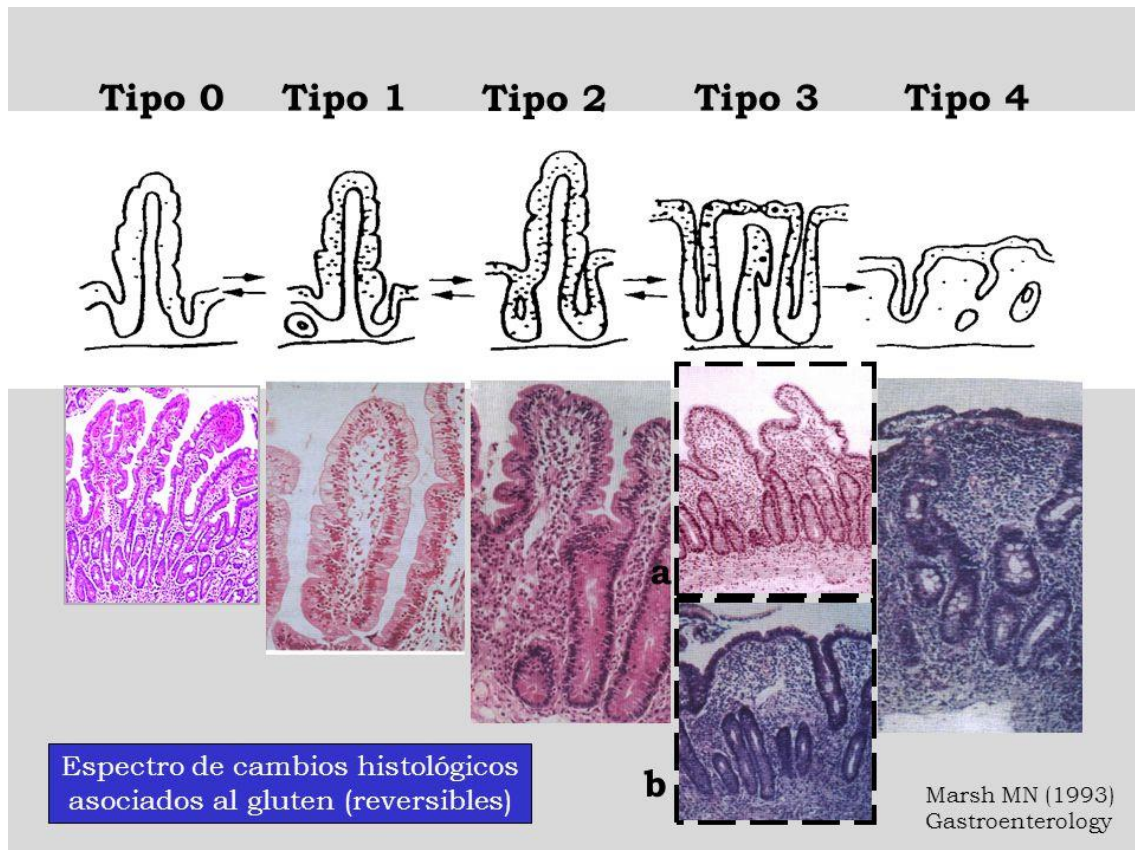 Tipo 0 Tipo 1 Tipo 2 Tipo 3 Tipo 4
a
b
Espectro de cambios histológicos
asociados al gluten (reversibles)
Marsh MN (1993)
Gastroenterology